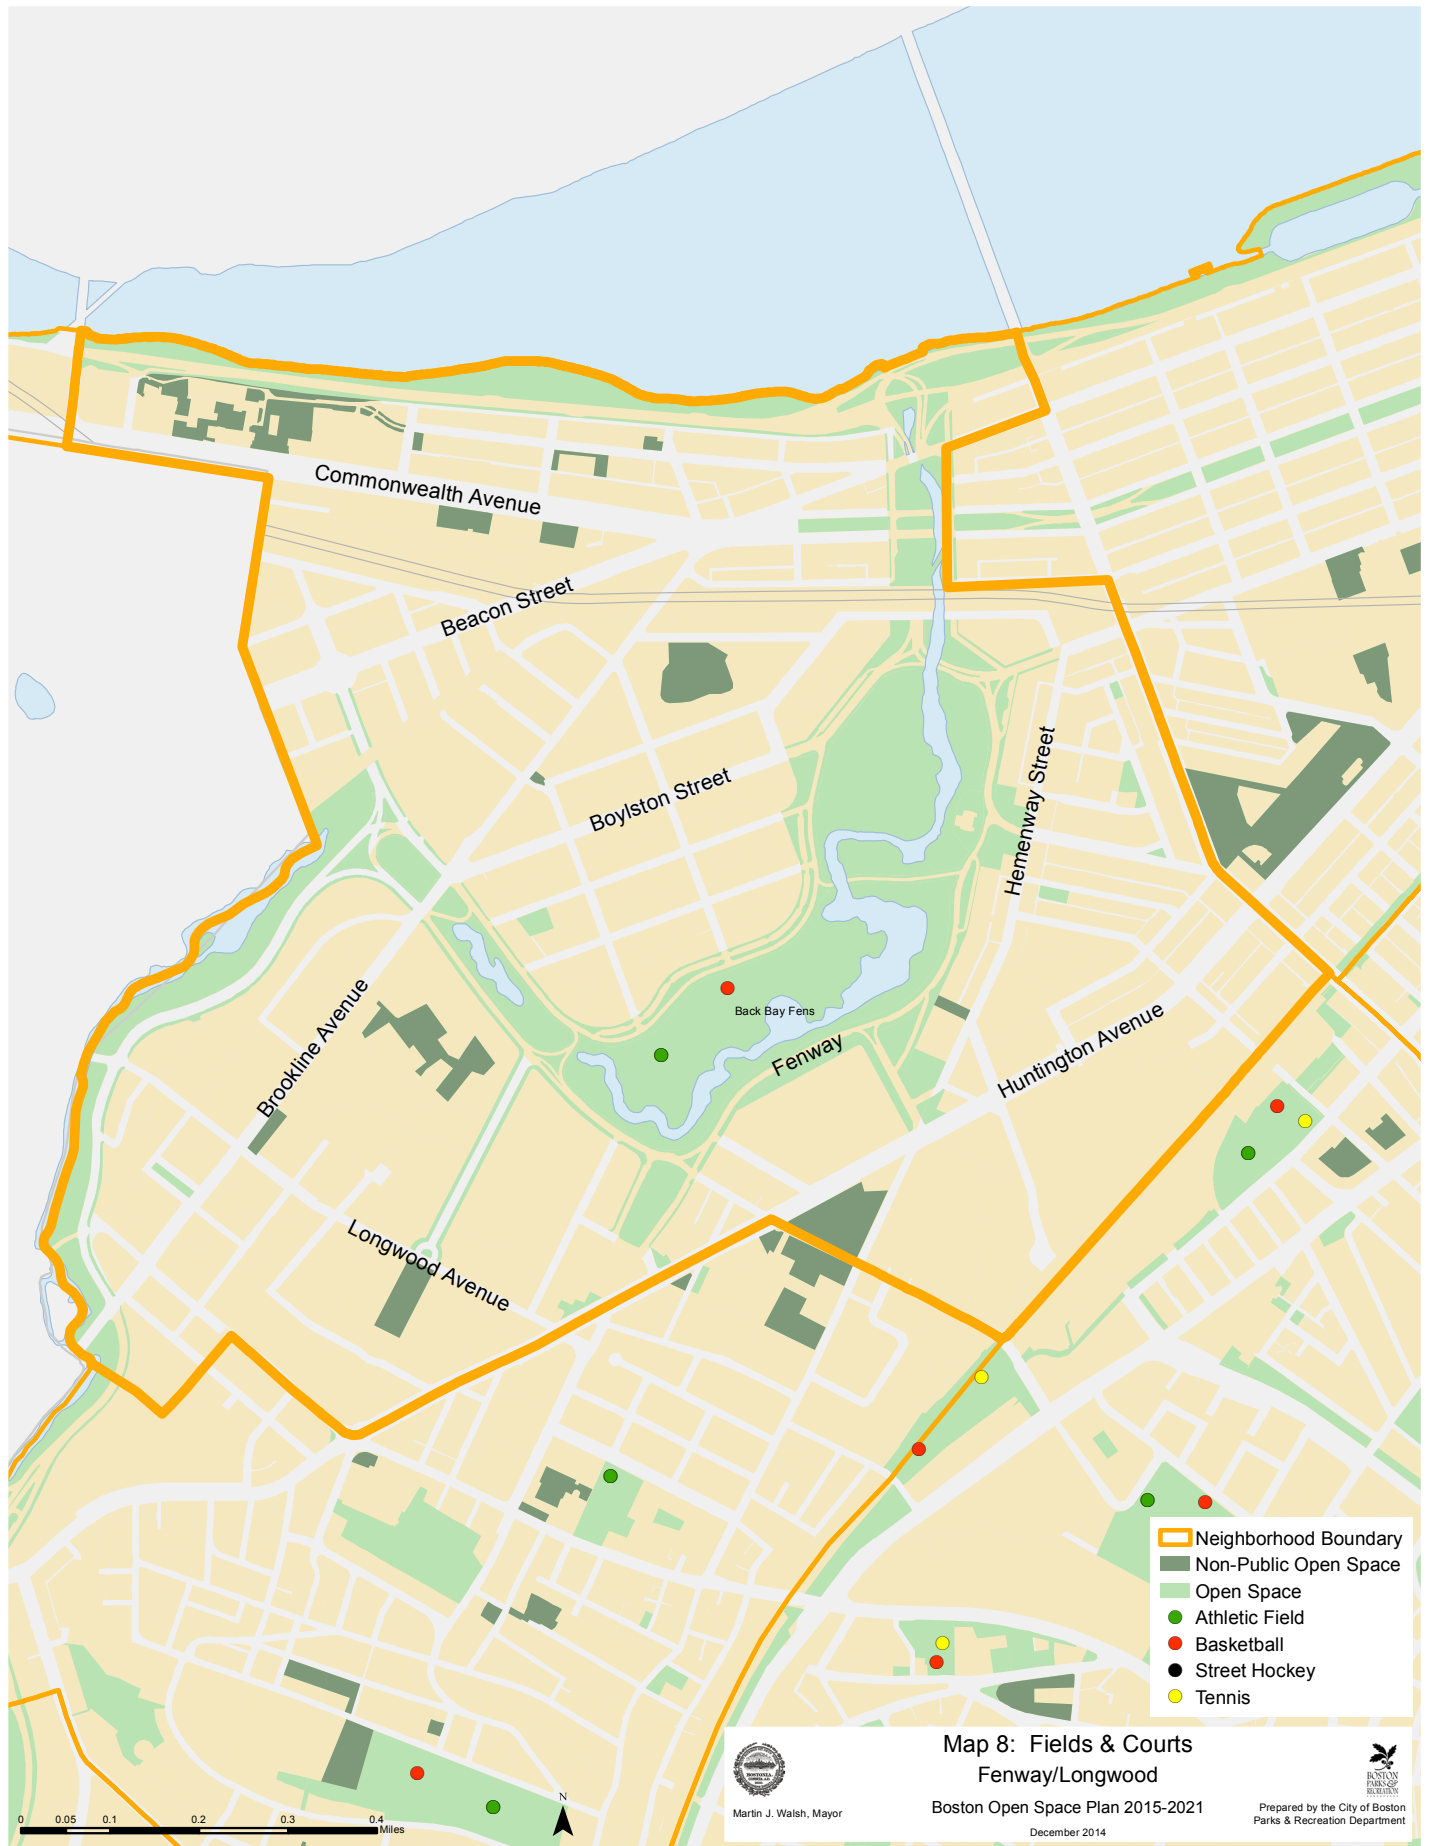 Commonwealth Avenue
Beacon Street
Boylston Street
Hemenway Street
Brookline Avenue
Back Bay Fens
Fenway
Huntington Avenue
Longwood Avenue
Neighborhood Boundary
Non-Public Open Space
Open Space
Athletic Field
Basketball
Street Hockey
Tennis
Map 8: Fields & Courts
Fenway/Longwood
Boston Open Space Plan 2015-2021
December 2014
Martin J. Walsh, Mayor
BOSTON
PARKS &
RECREATION
Prepared by the City of Boston
Parks & Recreation Department
N
0 0.05 0.1 0.2 0.3 0.4
Miles